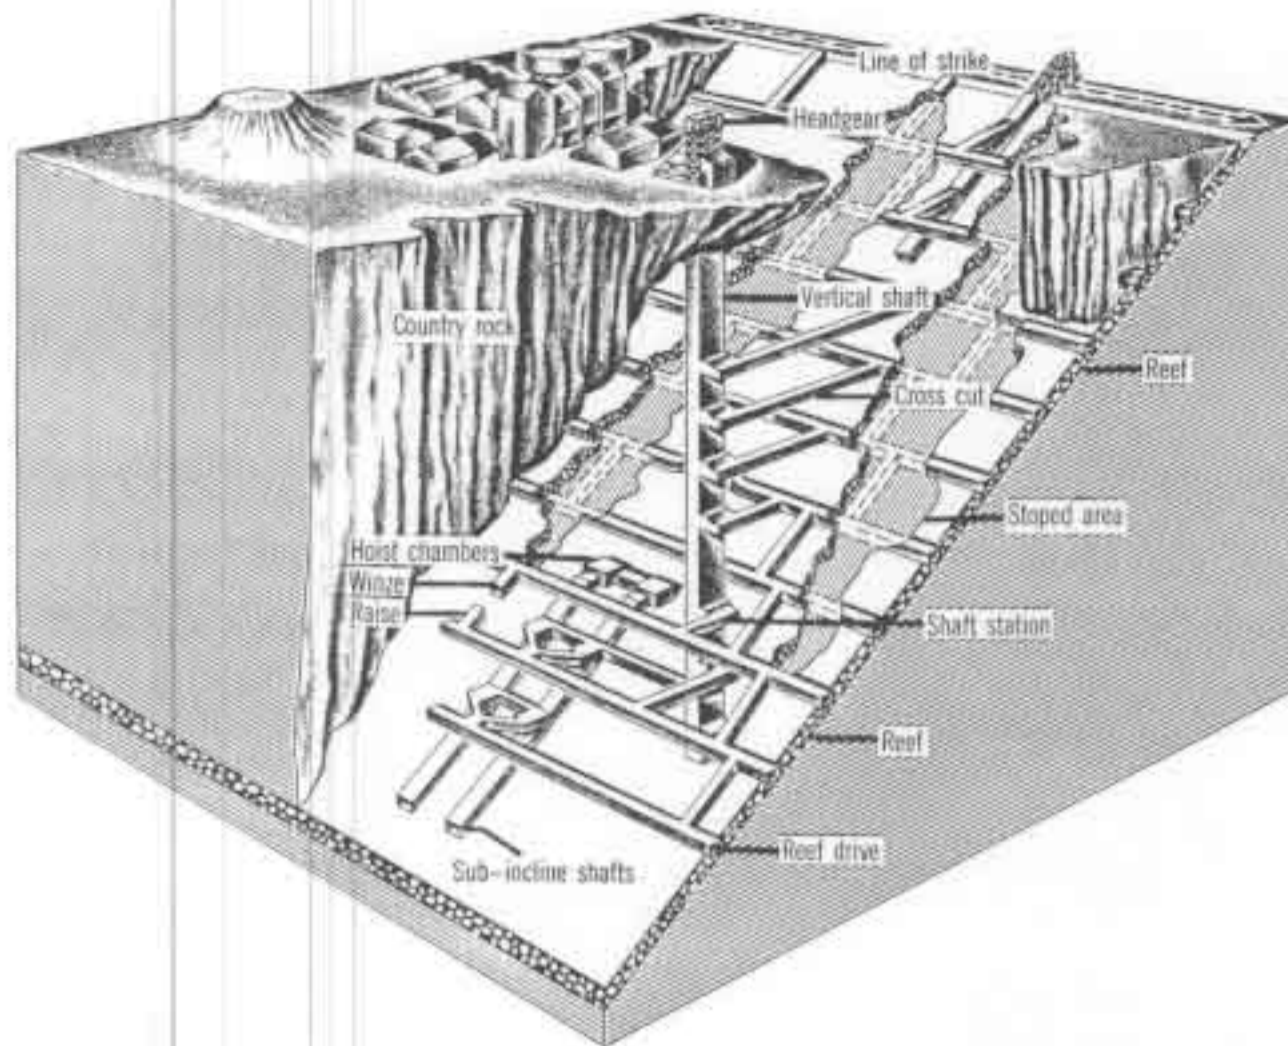 Line of strike
Headgear
Vertical shaft
Country rock
Reef
Cross cut
Stoped area
Hoist chambers
Winze
Raise
Shaft station
Reef
Reef drive
Sub-incline shafts